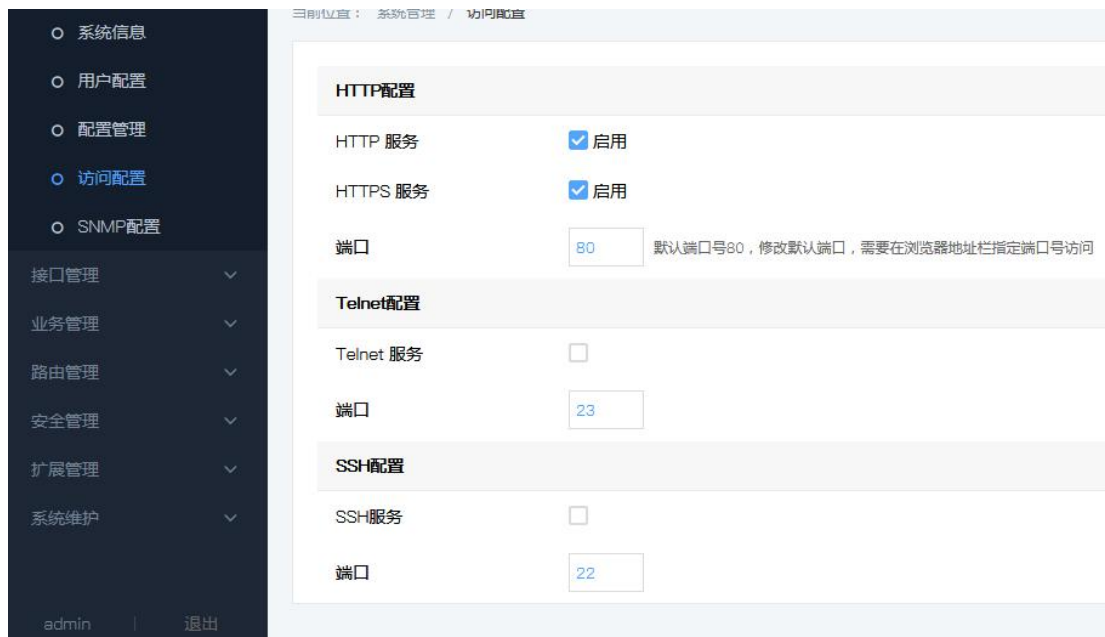 系统信息
用户配置
配置管理
访问配置
SNMP配置
接口管理
业务管理
路由管理
安全管理
扩展管理
系统维护
admin | 退出
当前位置： 系统管理 / 访问配置
HTTP配置
HTTP 服务 启用
HTTPS 服务 启用
端口 80 默认端口号80，修改默认端口，需要在浏览器地址栏指定端口号访问
Telnet配置
Telnet 服务
端口 23
SSH配置
SSH服务
端口 22